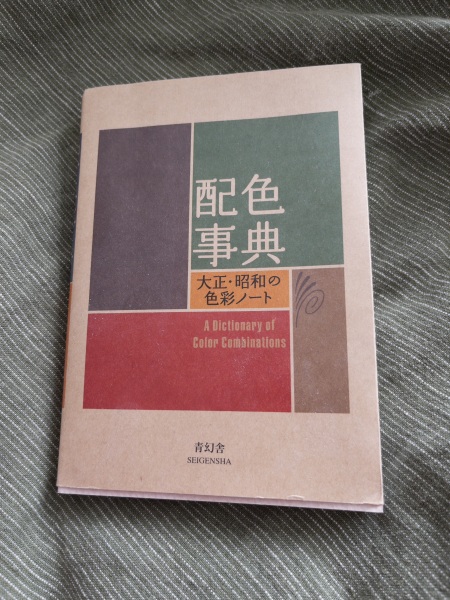 配色
事典
大正・昭和の
色彩ノート
A Dictionary of
Color Combinations
青幻舎
SEIGENSHA